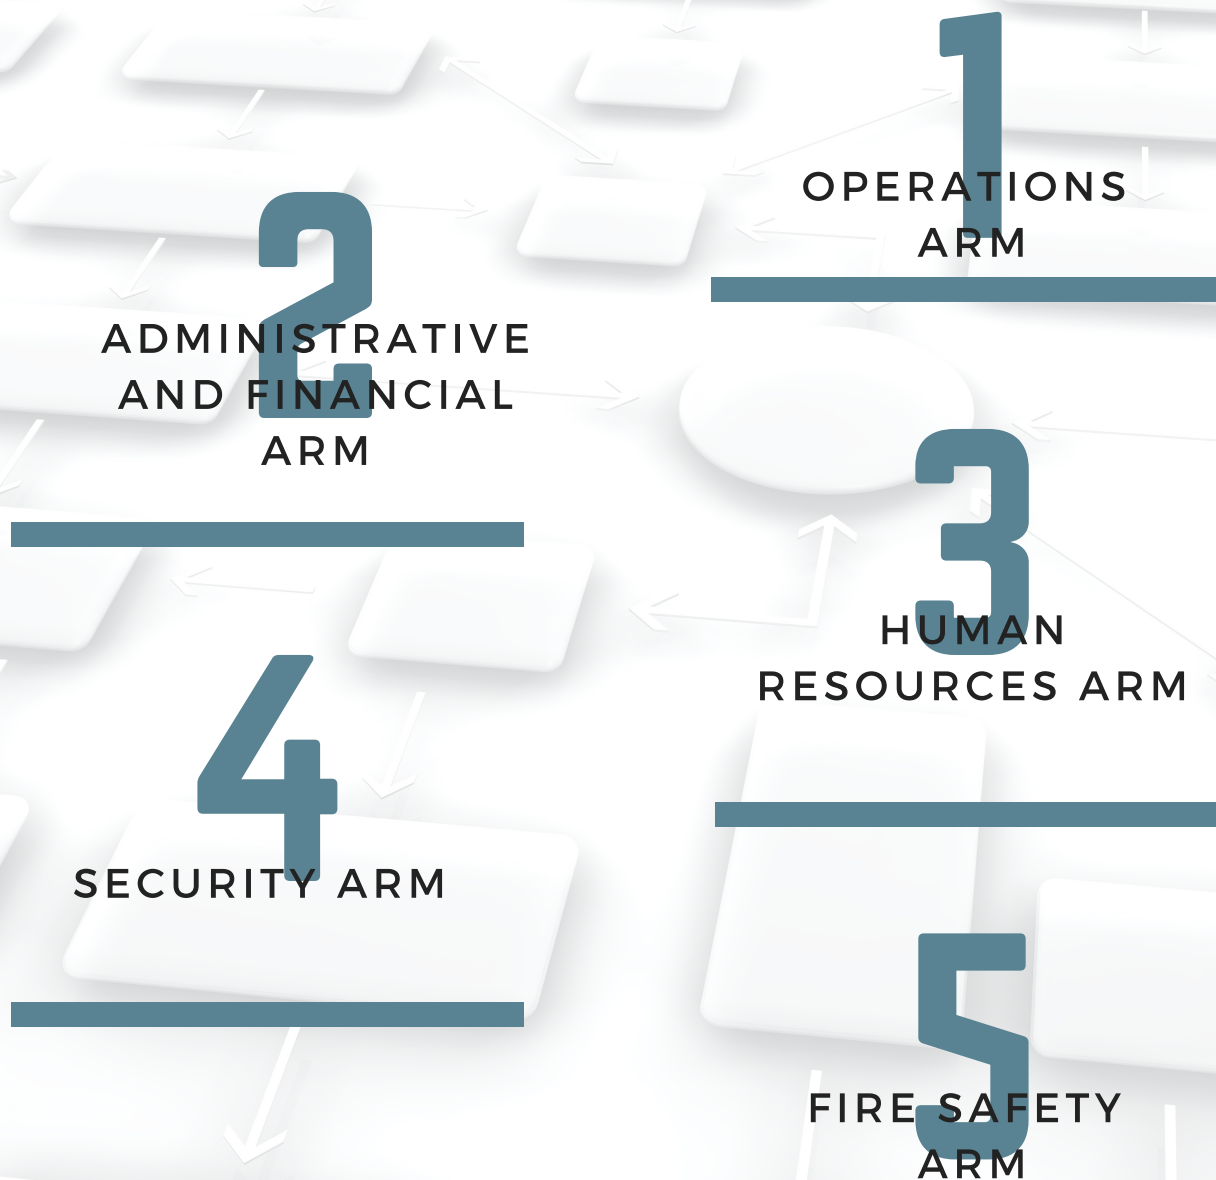 1
OPERATIONS
ARM
2
ADMINISTRATIVE
AND FINANCIAL
ARM
3
HUMAN
RESOURCES ARM
4
SECURITY ARM
5
FIRE SAFETY
ARM